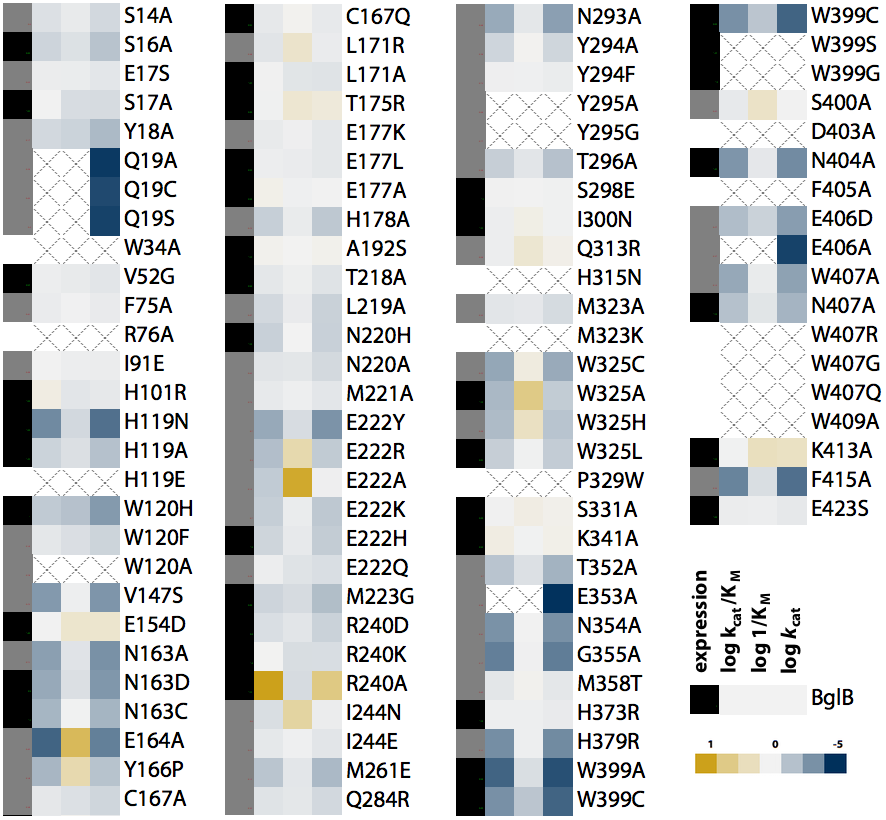 S14A
S16A
E17S
S17A
Y18A
Q19A
Q19C
Q19S
W34A
V52G
F75A
R76A
I91E
H101R
H119N
H119A
H119E
W120H
W120F
W120A
V147S
E154D
N163A
N163D
N163C
E164A
Y166P
C167A
C167Q
L171R
L171A
T175R
E177K
E177L
E177A
H178A
A192S
T218A
L219A
N220H
N220A
M221A
E222Y
E222R
E222A
E222K
E222H
E222Q
M223G
R240D
R240K
R240A
I244N
I244E
M261E
Q284R
N293A
Y294A
Y294F
Y295A
Y295G
T296A
S298E
I300N
Q313R
H315N
M323A
M323K
W325C
W325A
W325H
W325L
P329W
S331A
K341A
T352A
E353A
N354A
G355A
M358T
H373R
H379R
W399A
W399C
W399C
W399S
W399G
S400A
D403A
N404A
F405A
E406D
E406A
W407A
N407A
W407R
W407G
W407Q
W409A
K413A
F415A
E423S
expression
log kcat/KM
log 1/KM
log kcat
BglB
1 0 -5